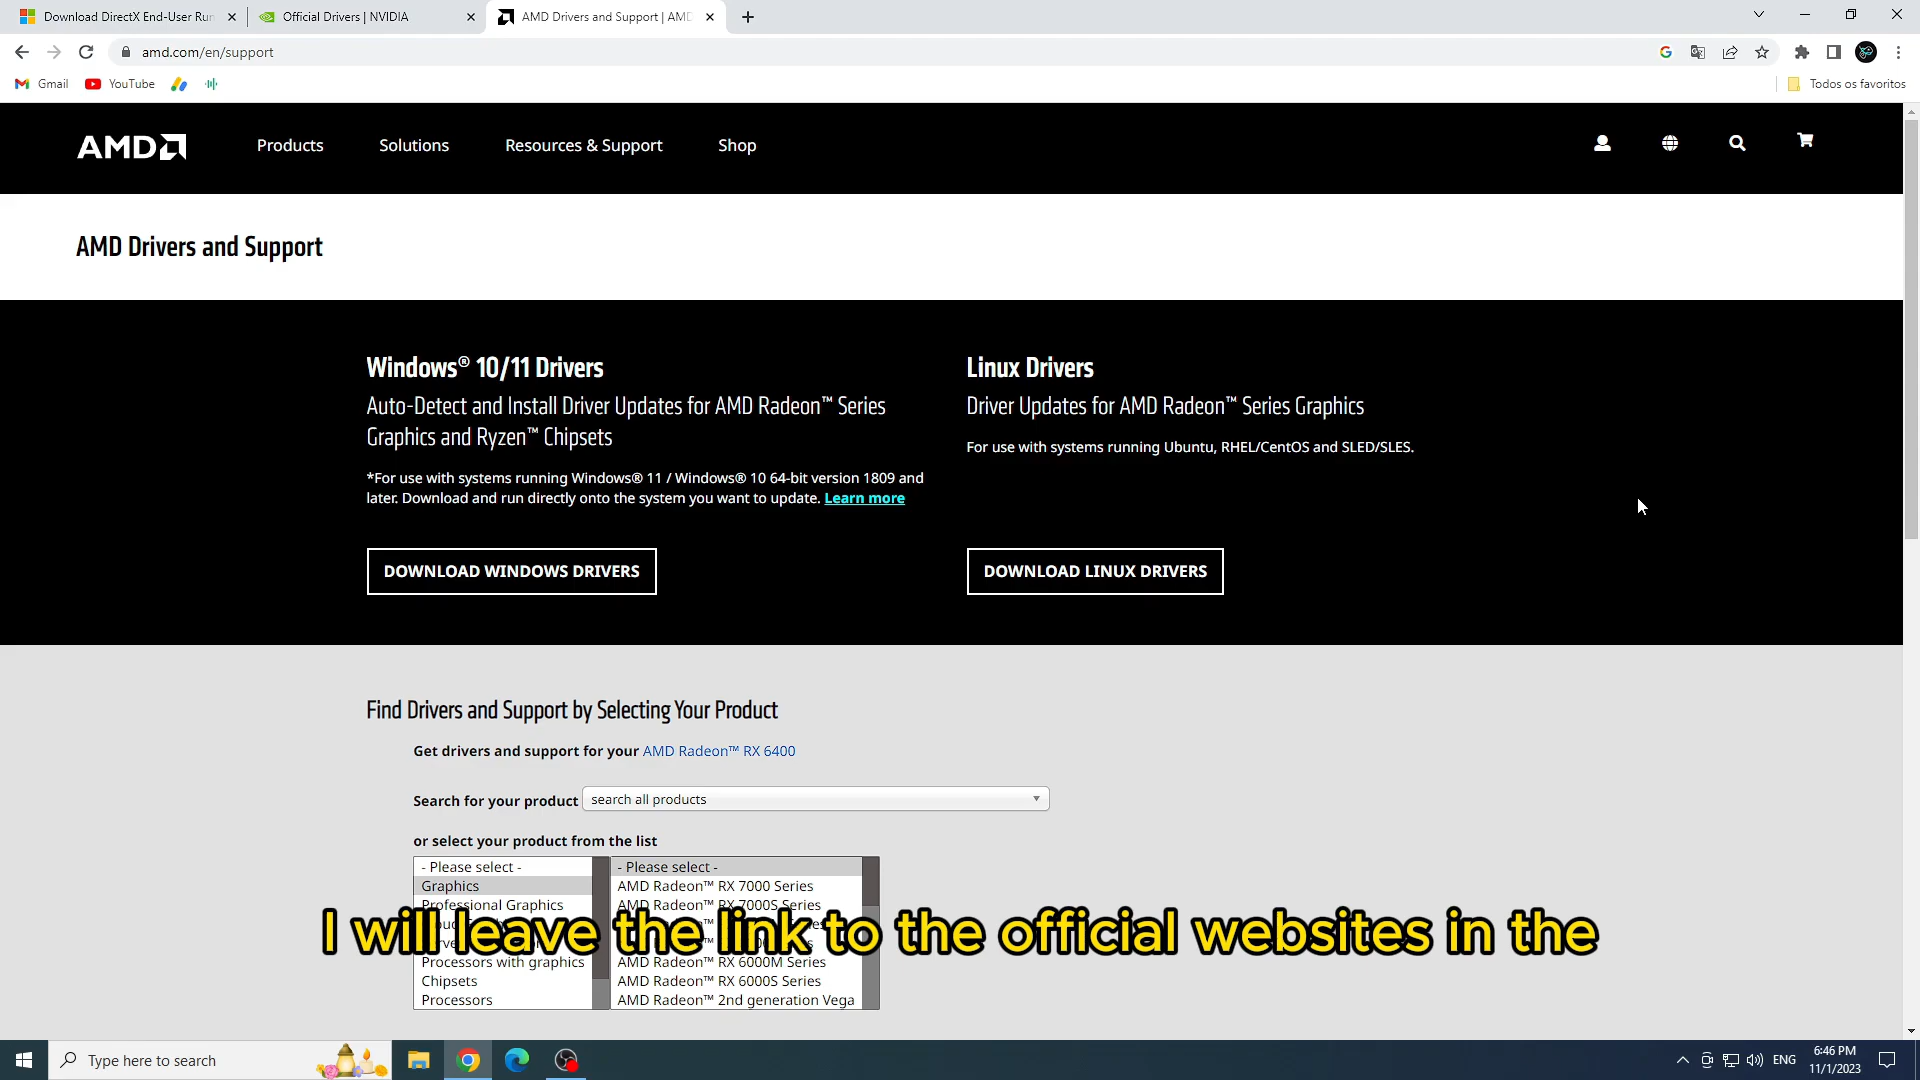 Download DirectX End-User Run
Official Drivers | NVIDIA
AMD Drivers and Support | AMD
amd.com/en/support
Gmail
YouTube
Todos os favoritos
AMD
Products
Solutions
Resources & Support
Shop
AMD Drivers and Support
Windows® 10/11 Drivers
Auto-Detect and Install Driver Updates for AMD Radeon™ Series
Graphics and Ryzen™ Chipsets
*For use with systems running Windows® 11 / Windows® 10 64-bit version 1809 and
later. Download and run directly onto the system you want to update. Learn more
DOWNLOAD WINDOWS DRIVERS
Linux Drivers
Driver Updates for AMD Radeon™ Series Graphics
For use with systems running Ubuntu, RHEL/CentOS and SLED/SLES.
DOWNLOAD LINUX DRIVERS
Find Drivers and Support by Selecting Your Product
Get drivers and support for your AMD Radeon™ RX 6400
Search for your product
search all products
or select your product from the list
- Please select -
Graphics
Professional Graphics
Processors with graphics
Chipsets
Processors
- Please select -
AMD Radeon™ RX 7000 Series
AMD Radeon™ RX 7000S Series
AMD Radeon™ RX 6000M Series
AMD Radeon™ RX 6000S Series
AMD Radeon™ 2nd generation Vega
I will leave the link to the official websites in the
Type here to search
ENG
6:46 PM
11/1/2023